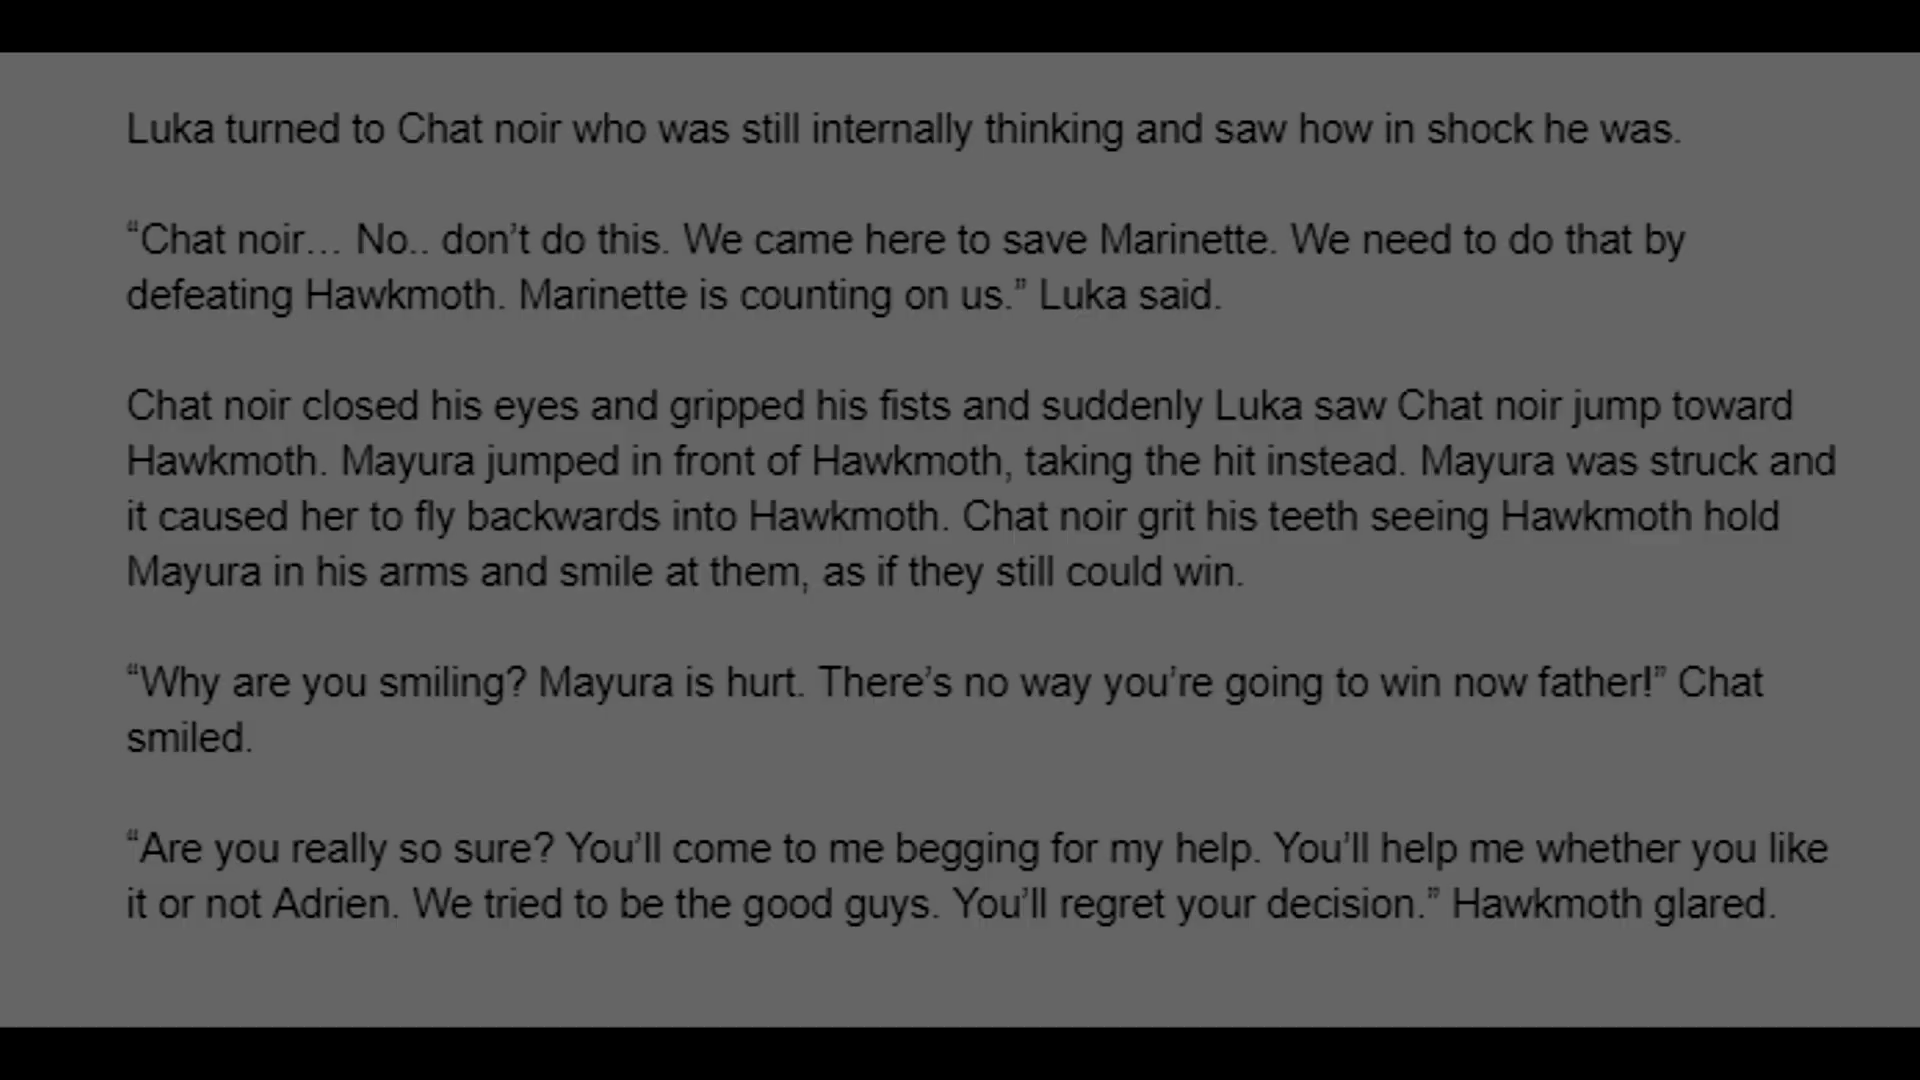 Luka turned to Chat noir who was still internally thinking and saw how in shock he was.
“Chat noir… No.. don’t do this. We came here to save Marinette. We need to do that by
defeating Hawkmoth. Marinette is counting on us.” Luka said.
Chat noir closed his eyes and gripped his fists and suddenly Luka saw Chat noir jump toward
Hawkmoth. Mayura jumped in front of Hawkmoth, taking the hit instead. Mayura was struck and
it caused her to fly backwards into Hawkmoth. Chat noir grit his teeth seeing Hawkmoth hold
Mayura in his arms and smile at them, as if they still could win.
“Why are you smiling? Mayura is hurt. There’s no way you’re going to win now father!” Chat
smiled.
“Are you really so sure? You’ll come to me begging for my help. You’ll help me whether you like
it or not Adrien. We tried to be the good guys. You’ll regret your decision.” Hawkmoth glared.